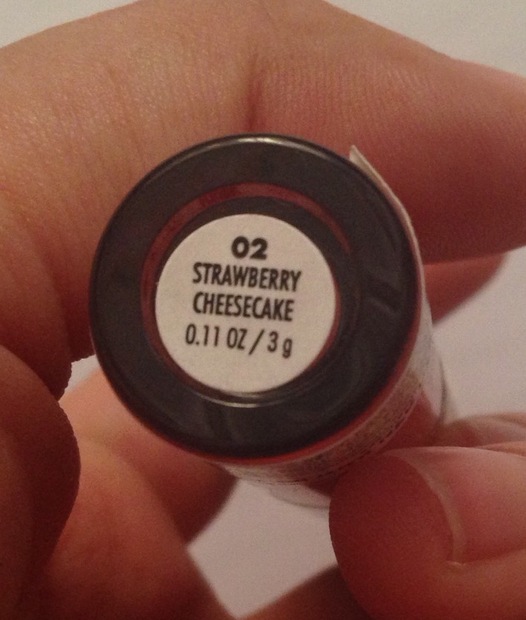 02
STRAWBERRY
CHEESECAKE
0.11 OZ / 3 g